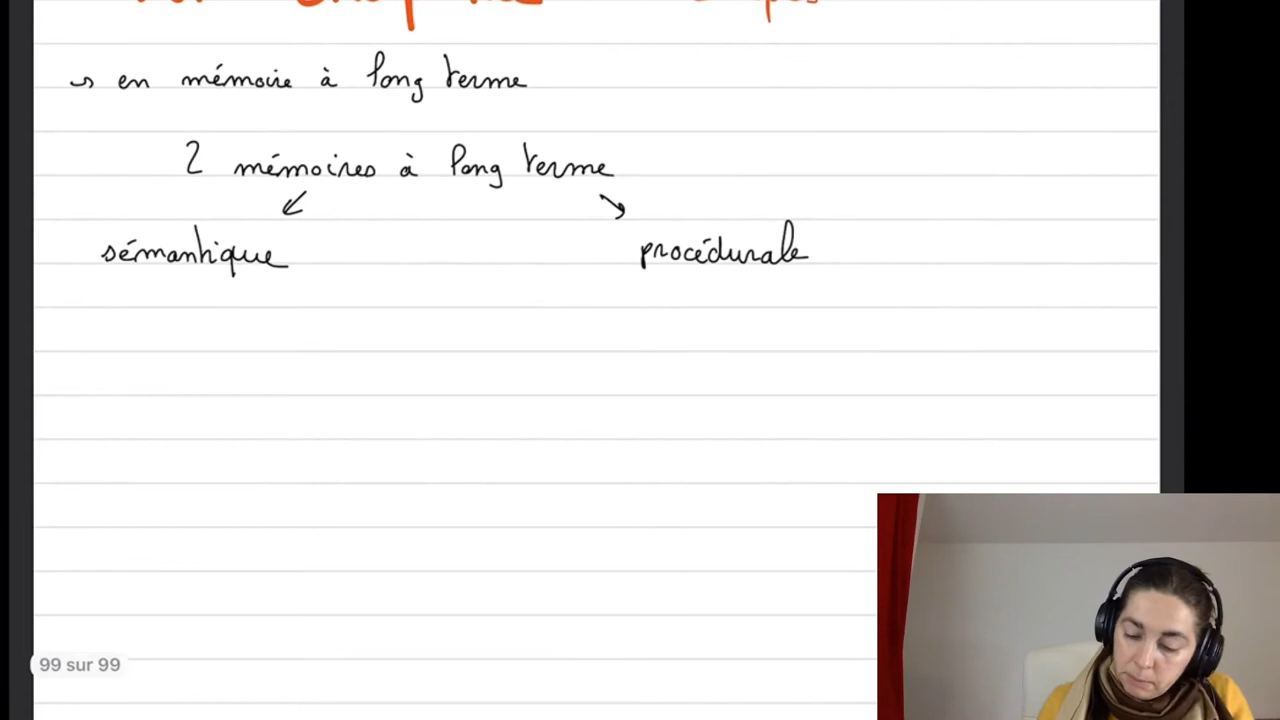 ↪ en mémoire à long terme
2 mémoires à long terme
↙ ↘
sémantique procédurale
99 sur 99